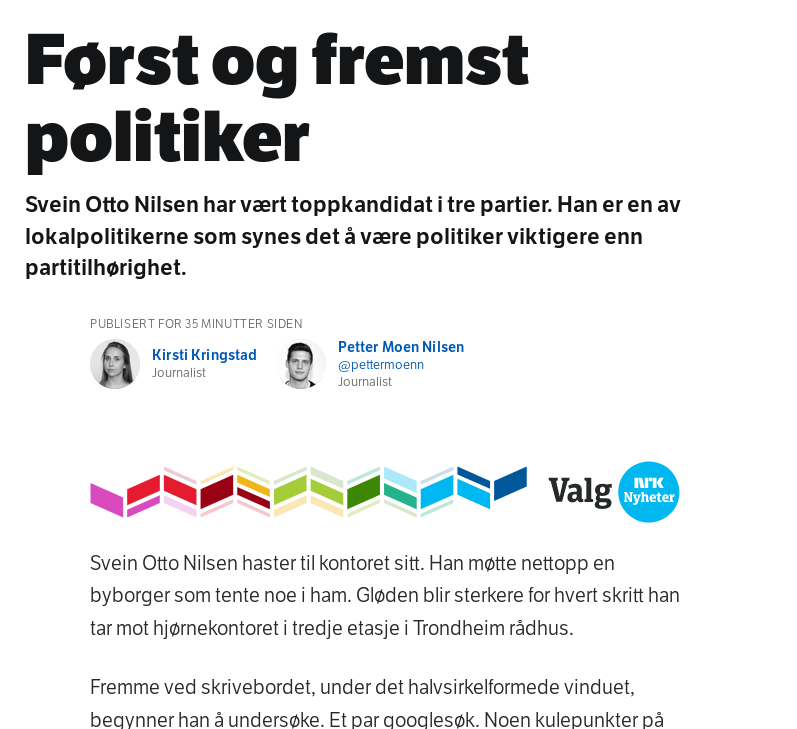 Først og fremst
politiker
Svein Otto Nilsen har vært toppkandidat i tre partier. Han er en av
lokalpolitikerne som synes det å være politiker viktigere enn
partitilhørighet.
PUBLISERT FOR 35 MINUTTER SIDEN
Kirsti Kringstad
Journalist
Petter Moen Nilsen
@pettermoenn
Journalist
Valg
NRK
Nyheter
Svein Otto Nilsen haster til kontoret sitt. Han møtte nettopp en
byborger som tente noe i ham. Gløden blir sterkere for hvert skritt han
tar mot hjørnekontoret i tredje etasje i Trondheim rådhus.
Fremme ved skrivebordet, under det halvsirkelformede vinduet,
begynner han å undersøke. Et par googlesøk. Noen kulepunkter på